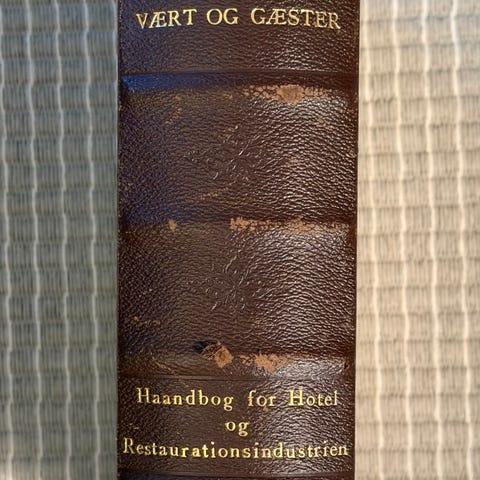 VÆRT OG GÆSTER
Haandbog for Hotel
og
Restaurationsindustrien